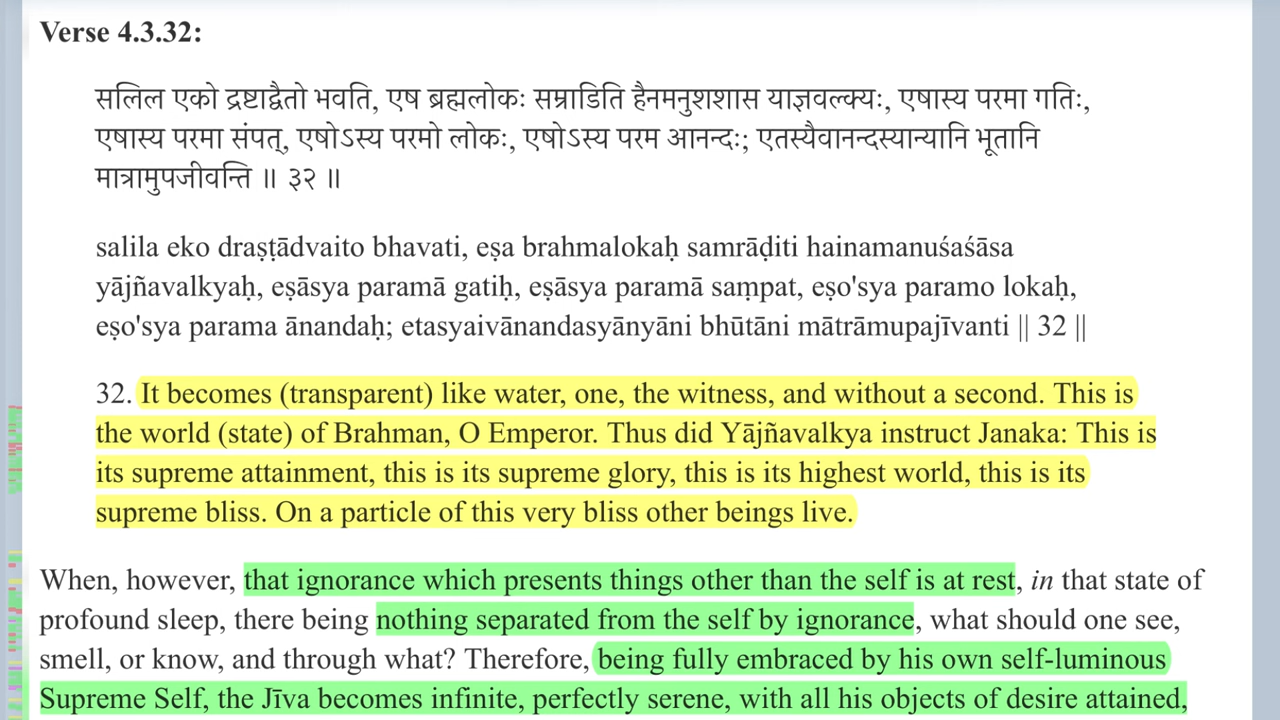 Verse 4.3.32:
सलिल एको द्रष्टाद्वैतो भवति, एष ब्रह्मलोकः सम्राडिति हैनमनुशशास याज्ञवल्क्यः, एषास्य परमा गतिः,
एषास्य परमा संपत्, एषोऽस्य परमो लोकः, एषोऽस्य परम आनन्दः; एतस्यैवानन्दस्यान्यानि भूतानि
मात्रामुपजीवन्ति ॥ ३२ ॥
salila eko draṣṭādvaito bhavati, eṣa brahmalokaḥ samrāḍiti hainamanuśaśāsa
yājñavalkyaḥ, eṣāsya paramā gatiḥ, eṣāsya paramā saṃpat, eṣo'sya paramo lokaḥ,
eṣo'sya parama ānandaḥ; etasyaivānandasyānyāni bhūtāni mātrāmupajīvanti || 32 ||
32. It becomes (transparent) like water, one, the witness, and without a second. This is
the world (state) of Brahman, O Emperor. Thus did Yājñavalkya instruct Janaka: This is
its supreme attainment, this is its supreme glory, this is its highest world, this is its
supreme bliss. On a particle of this very bliss other beings live.
When, however, that ignorance which presents things other than the self is at rest, in that state of
profound sleep, there being nothing separated from the self by ignorance, what should one see,
smell, or know, and through what? Therefore, being fully embraced by his own self-luminous
Supreme Self, the Jīva becomes infinite, perfectly serene, with all his objects of desire attained,